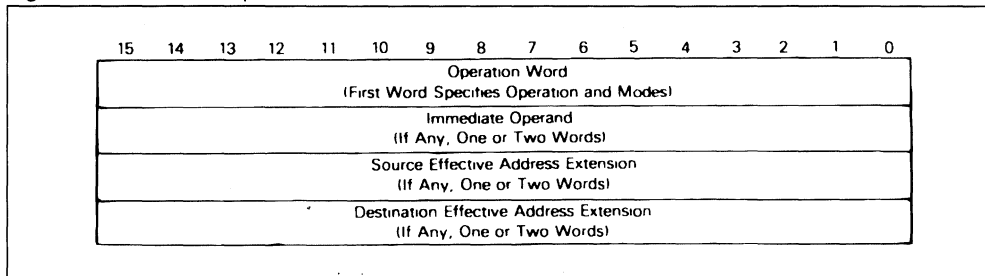 15 14 13 12 11 10 9 8 7 6 5 4 3 2 1 0
Operation Word
(First Word Specifies Operation and Modes)
Immediate Operand
(If Any, One or Two Words)
Source Effective Address Extension
(If Any, One or Two Words)
Destination Effective Address Extension
(If Any, One or Two Words)